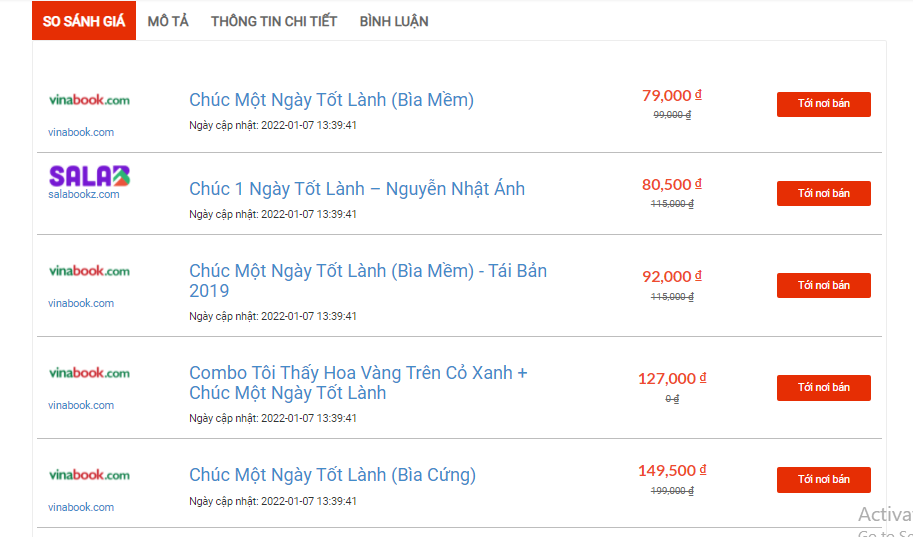 SO SÁNH GIÁ MÔ TẢ THÔNG TIN CHI TIẾT BÌNH LUẬN
vinabook.com
vinabook.com
Chúc Một Ngày Tốt Lành (Bìa Mềm)
Ngày cập nhật: 2022-01-07 13:39:41
79,000 ₫
99,000 ₫
Tới nơi bán
SALAB
salabookz.com
Chúc 1 Ngày Tốt Lành – Nguyễn Nhật Ánh
Ngày cập nhật: 2022-01-07 13:39:41
80,500 ₫
115,000 ₫
Tới nơi bán
vinabook.com
vinabook.com
Chúc Một Ngày Tốt Lành (Bìa Mềm) - Tái Bản
2019
Ngày cập nhật: 2022-01-07 13:39:41
92,000 ₫
115,000 ₫
Tới nơi bán
vinabook.com
vinabook.com
Combo Tôi Thấy Hoa Vàng Trên Cỏ Xanh +
Chúc Một Ngày Tốt Lành
Ngày cập nhật: 2022-01-07 13:39:41
127,000 ₫
0 ₫
Tới nơi bán
vinabook.com
vinabook.com
Chúc Một Ngày Tốt Lành (Bìa Cứng)
Ngày cập nhật: 2022-01-07 13:39:41
149,500 ₫
199,000 ₫
Tới nơi bán
Activa
Go to Se